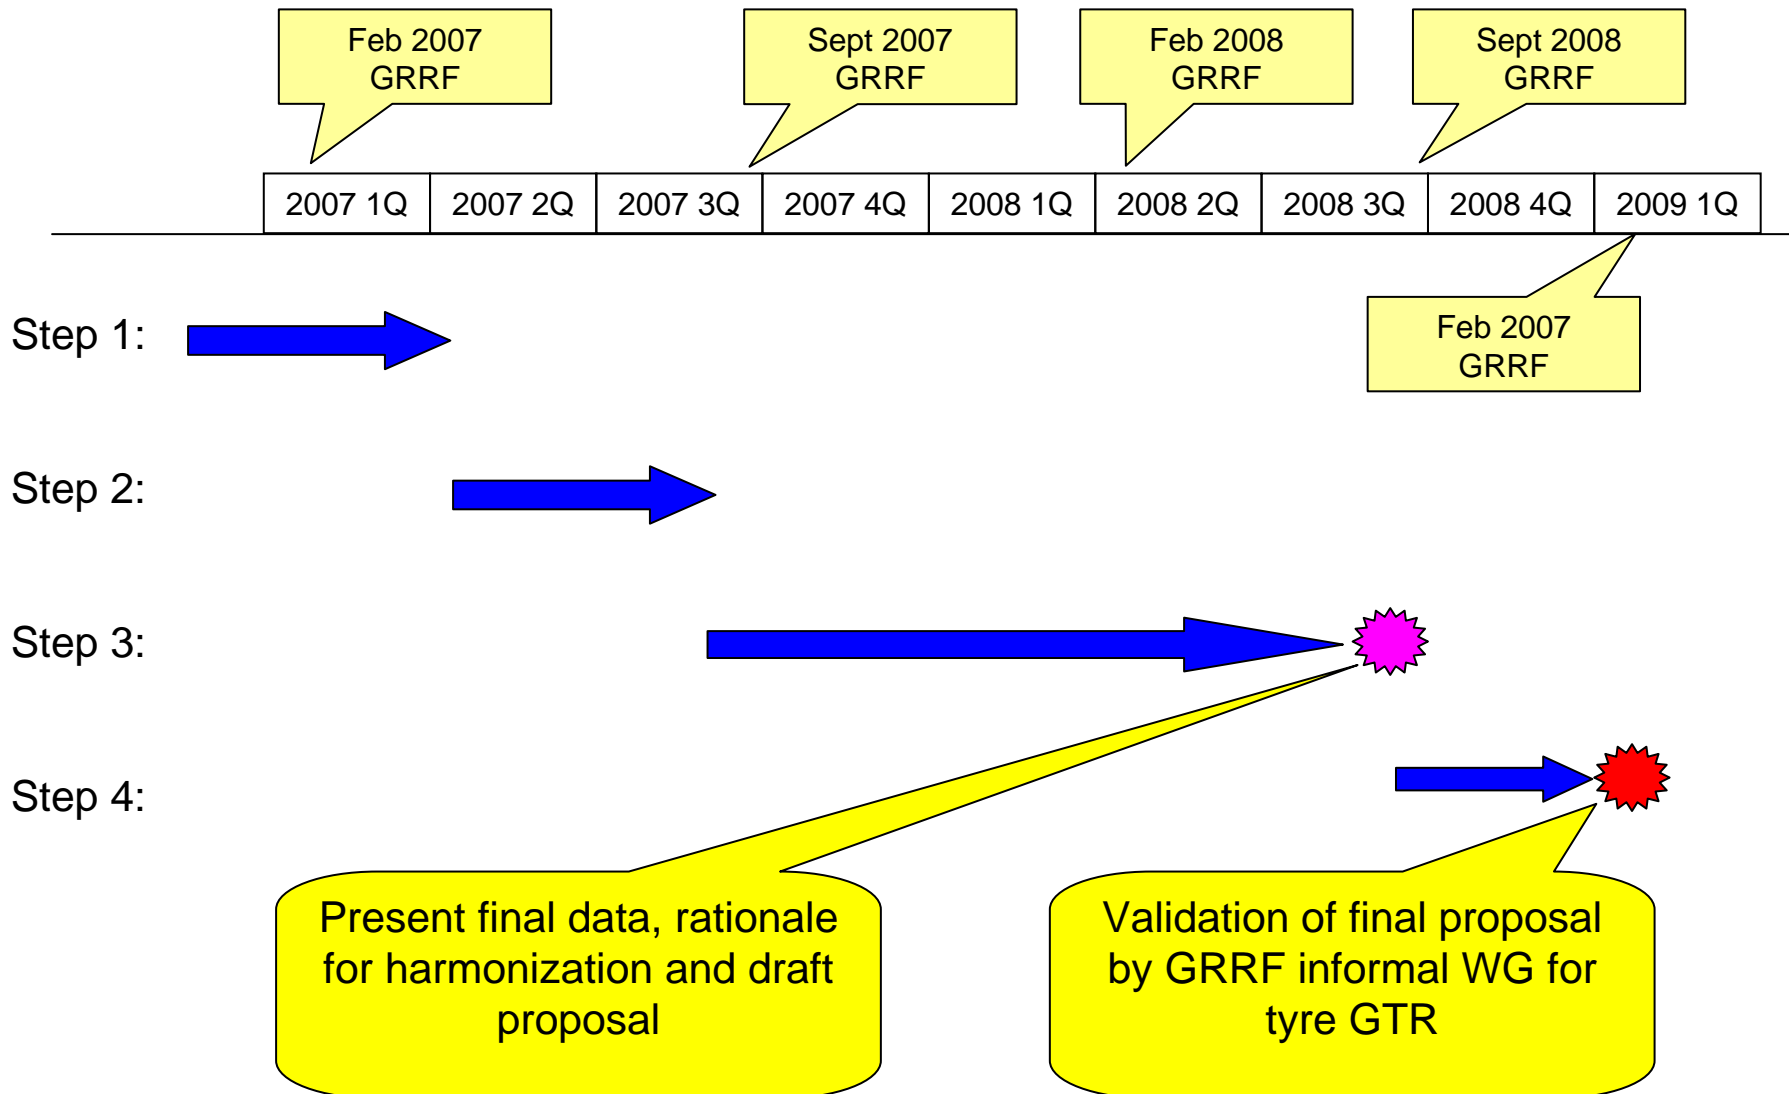 Feb 2007
GRRF
Sept 2007
GRRF
Feb 2008
GRRF
Sept 2008
GRRF
2007 1Q
2007 2Q
2007 3Q
2007 4Q
2008 1Q
2008 2Q
2008 3Q
2008 4Q
2009 1Q
Feb 2007
GRRF
Step 1:
Step 2:
Step 3:
Step 4:
Present final data, rationale
for harmonization and draft
proposal
Validation of final proposal
by GRRF informal WG for
tyre GTR